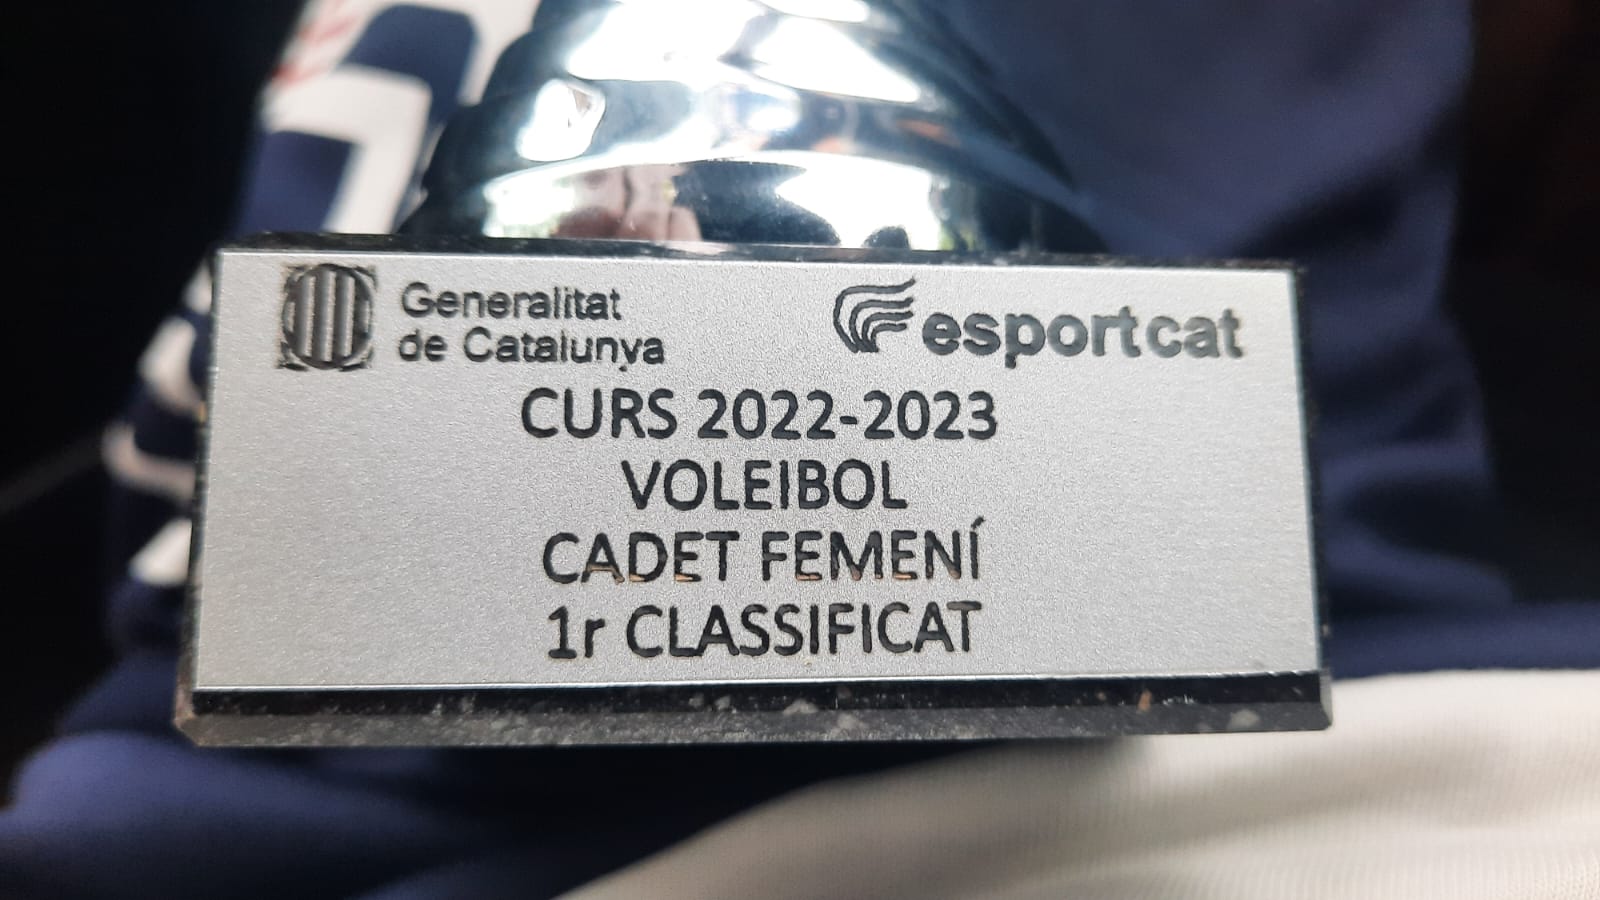 Generalitat
de Catalunya
esportcat
CURS 2022-2023
VOLEIBOL
CADET FEMENÍ
1r CLASSIFICAT